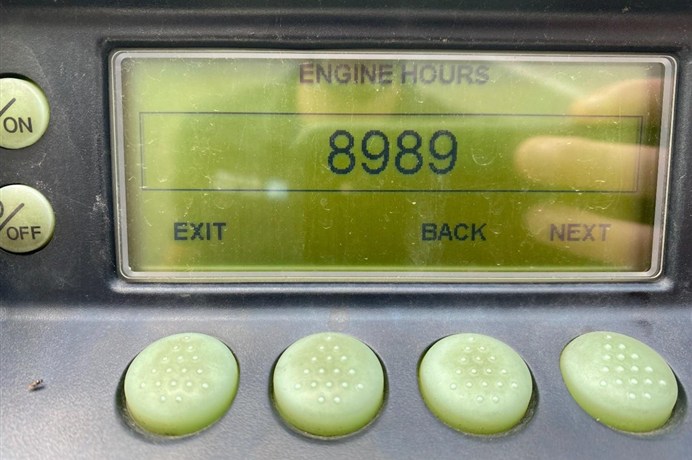 ENGINE HOURS
/ON
8989
/OFF
EXIT BACK NEXT